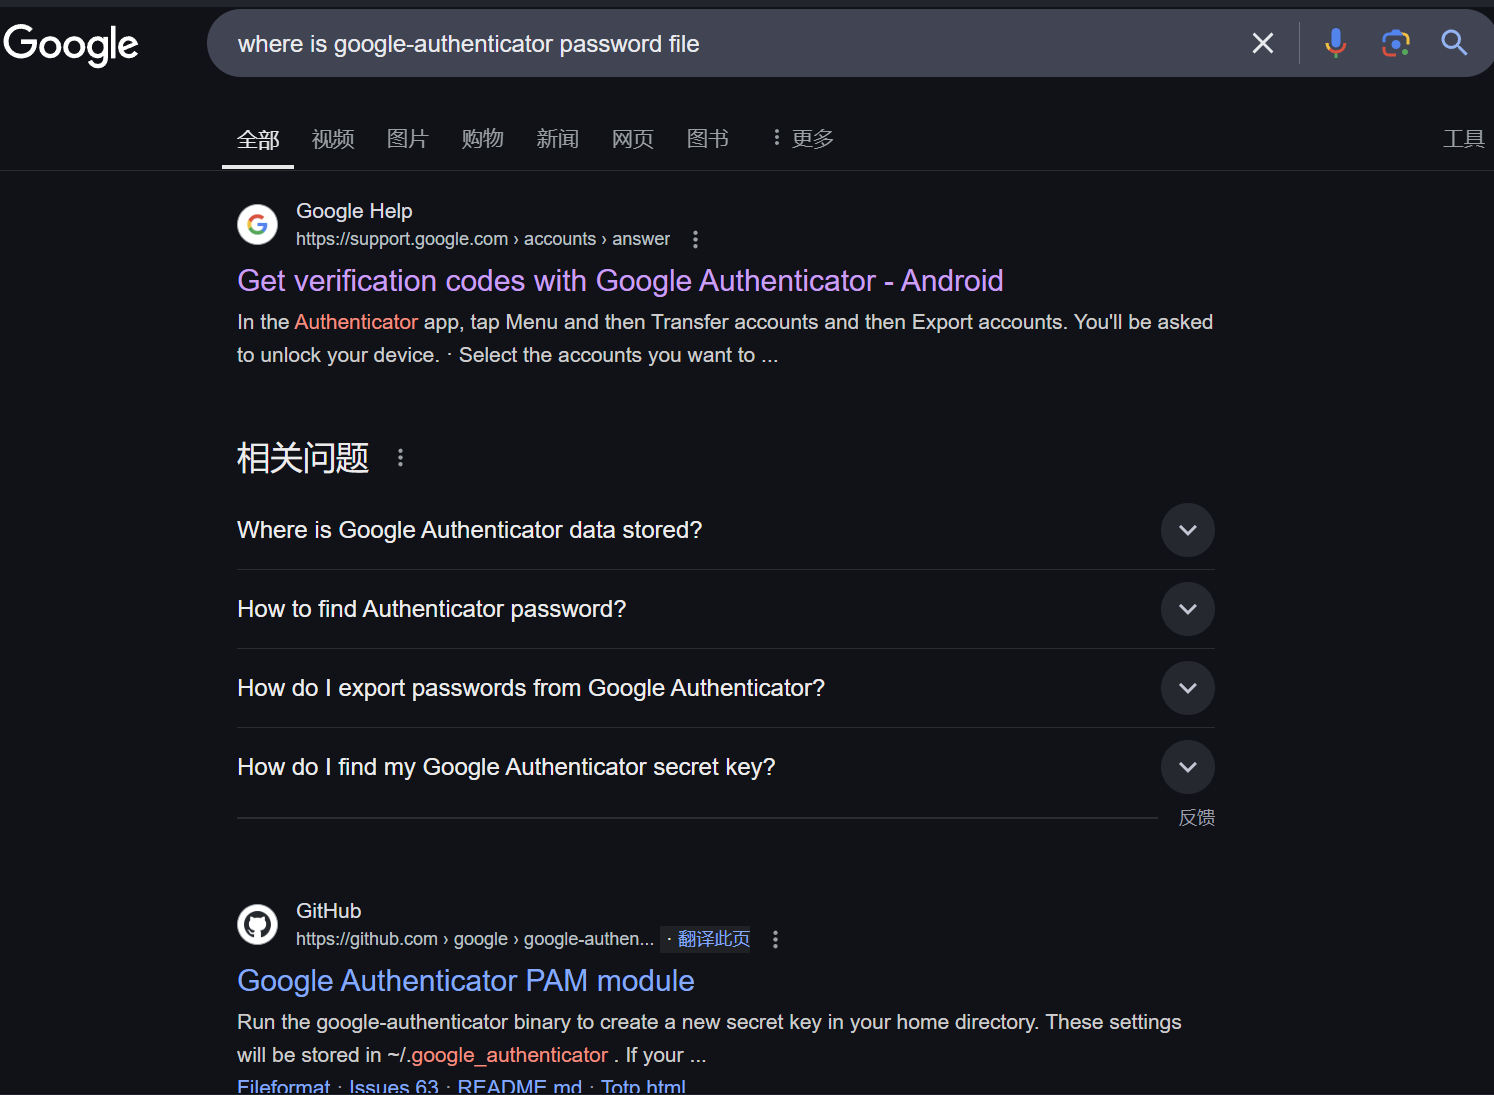 Google
where is google-authenticator password file
全部 视频 图片 购物 新闻 网页 图书 更多 工具
Google Help
https://support.google.com › accounts › answer
Get verification codes with Google Authenticator - Android
In the Authenticator app, tap Menu and then Transfer accounts and then Export accounts. You'll be asked
to unlock your device. · Select the accounts you want to ...
相关问题
Where is Google Authenticator data stored?
How to find Authenticator password?
How do I export passwords from Google Authenticator?
How do I find my Google Authenticator secret key?
反馈
GitHub
https://github.com › google › google-authen... · 翻译此页
Google Authenticator PAM module
Run the google-authenticator binary to create a new secret key in your home directory. These settings
will be stored in ~/.google_authenticator . If your ...
Fileformat · Issues 63 · README.md · Totp.html